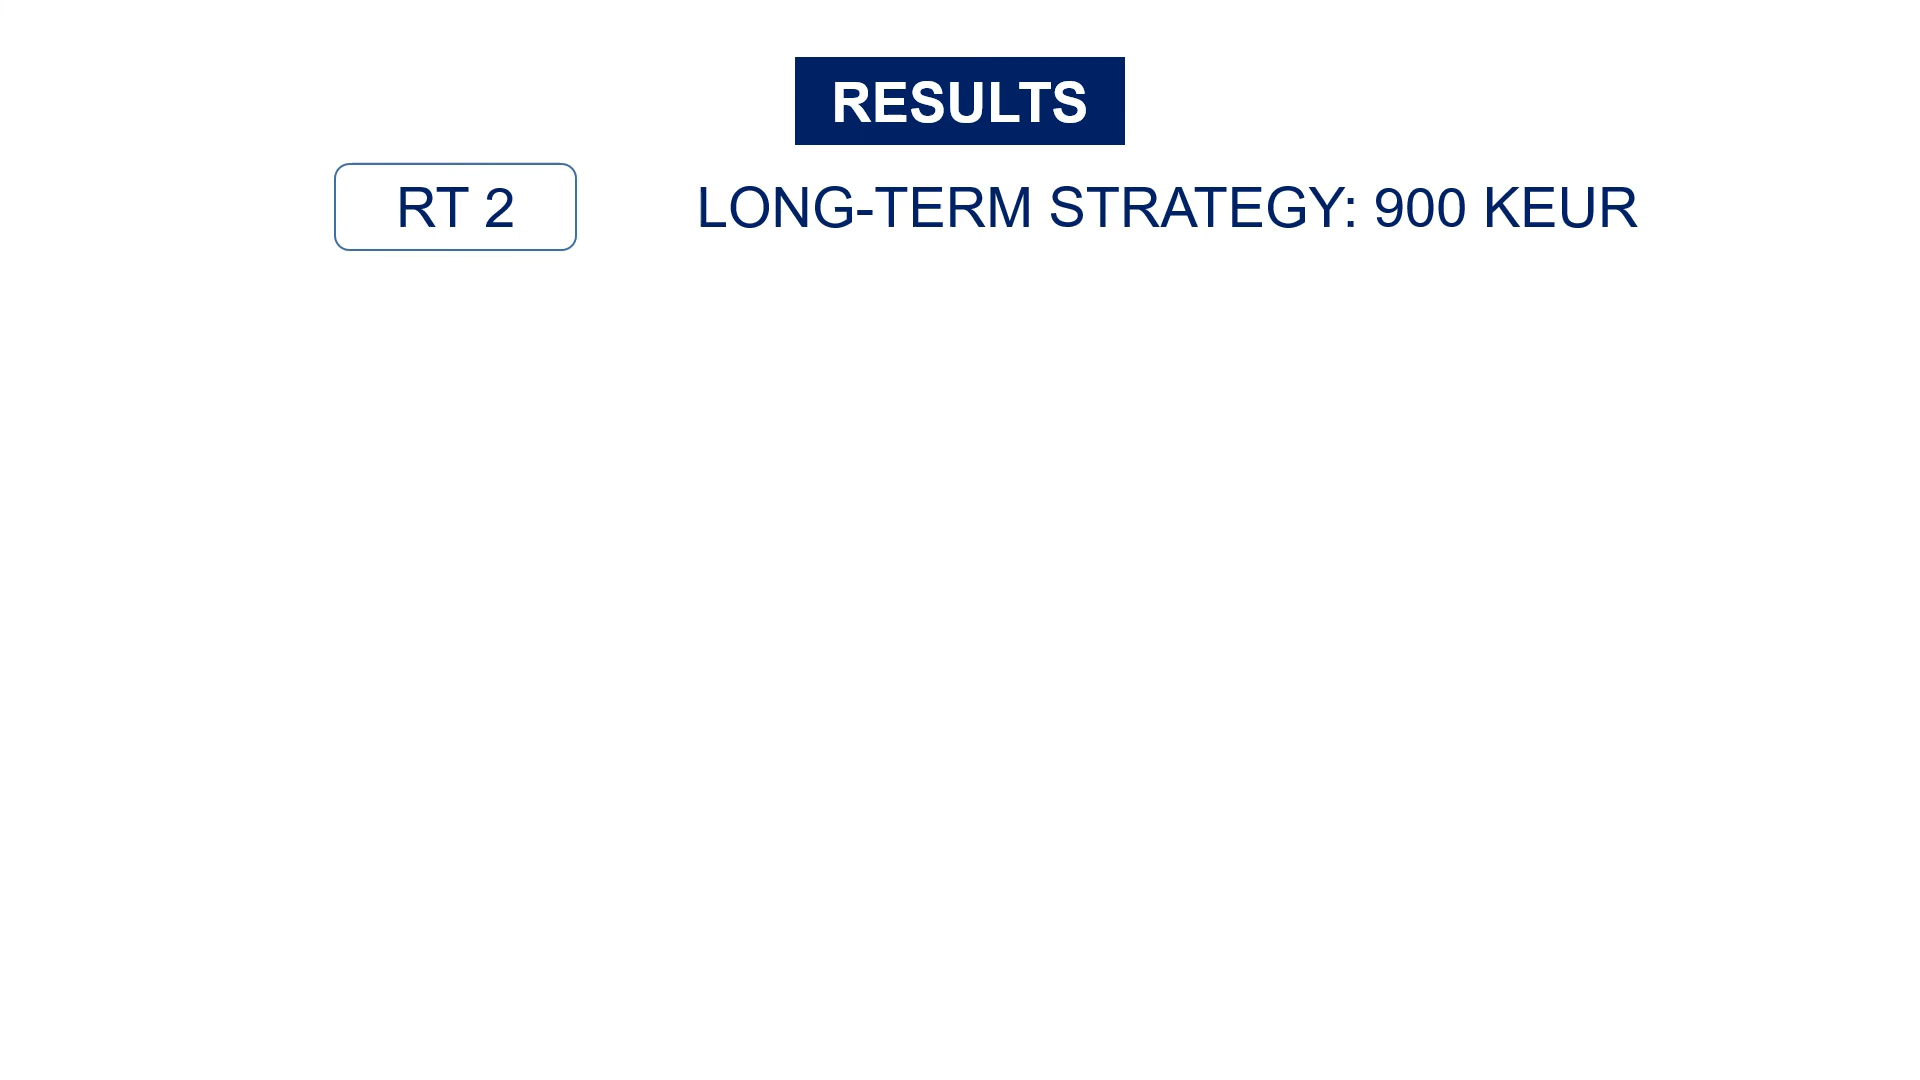 RESULTS
RT 2
LONG-TERM STRATEGY: 900 KEUR